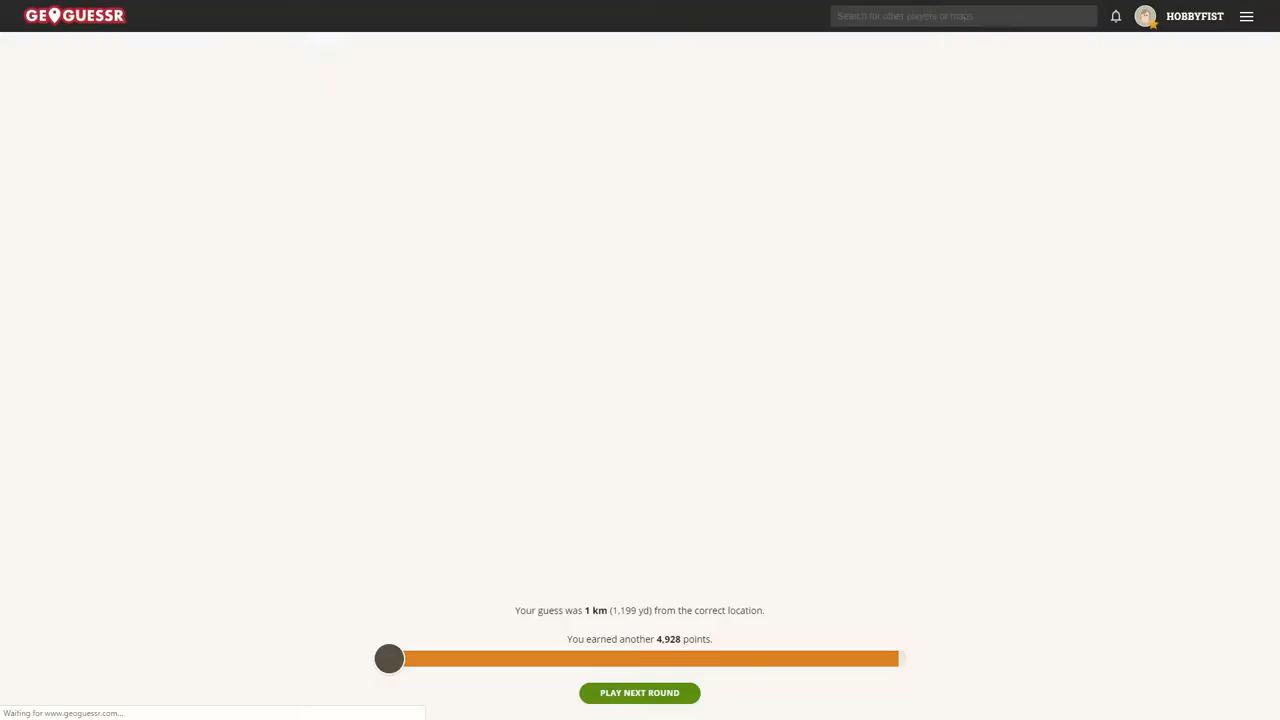 GEOGUESSR
Search for other players or maps
HOBBYFIST
Your guess was 1 km (1,199 yd) from the correct location.
You earned another 4,928 points.
PLAY NEXT ROUND
Waiting for www.geoguessr.com...